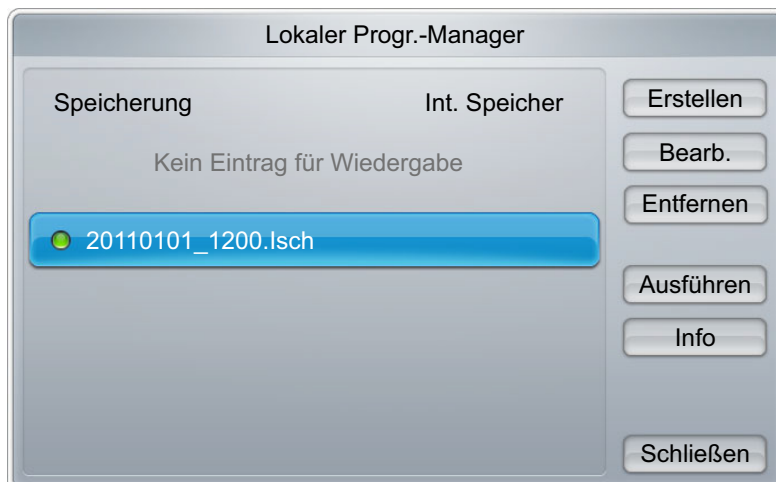 Lokaler Progr.-Manager
Speicherung Int. Speicher
Kein Eintrag für Wiedergabe
20110101_1200.lsch
Erstellen
Bearb.
Entfernen
Ausführen
Info
Schließen